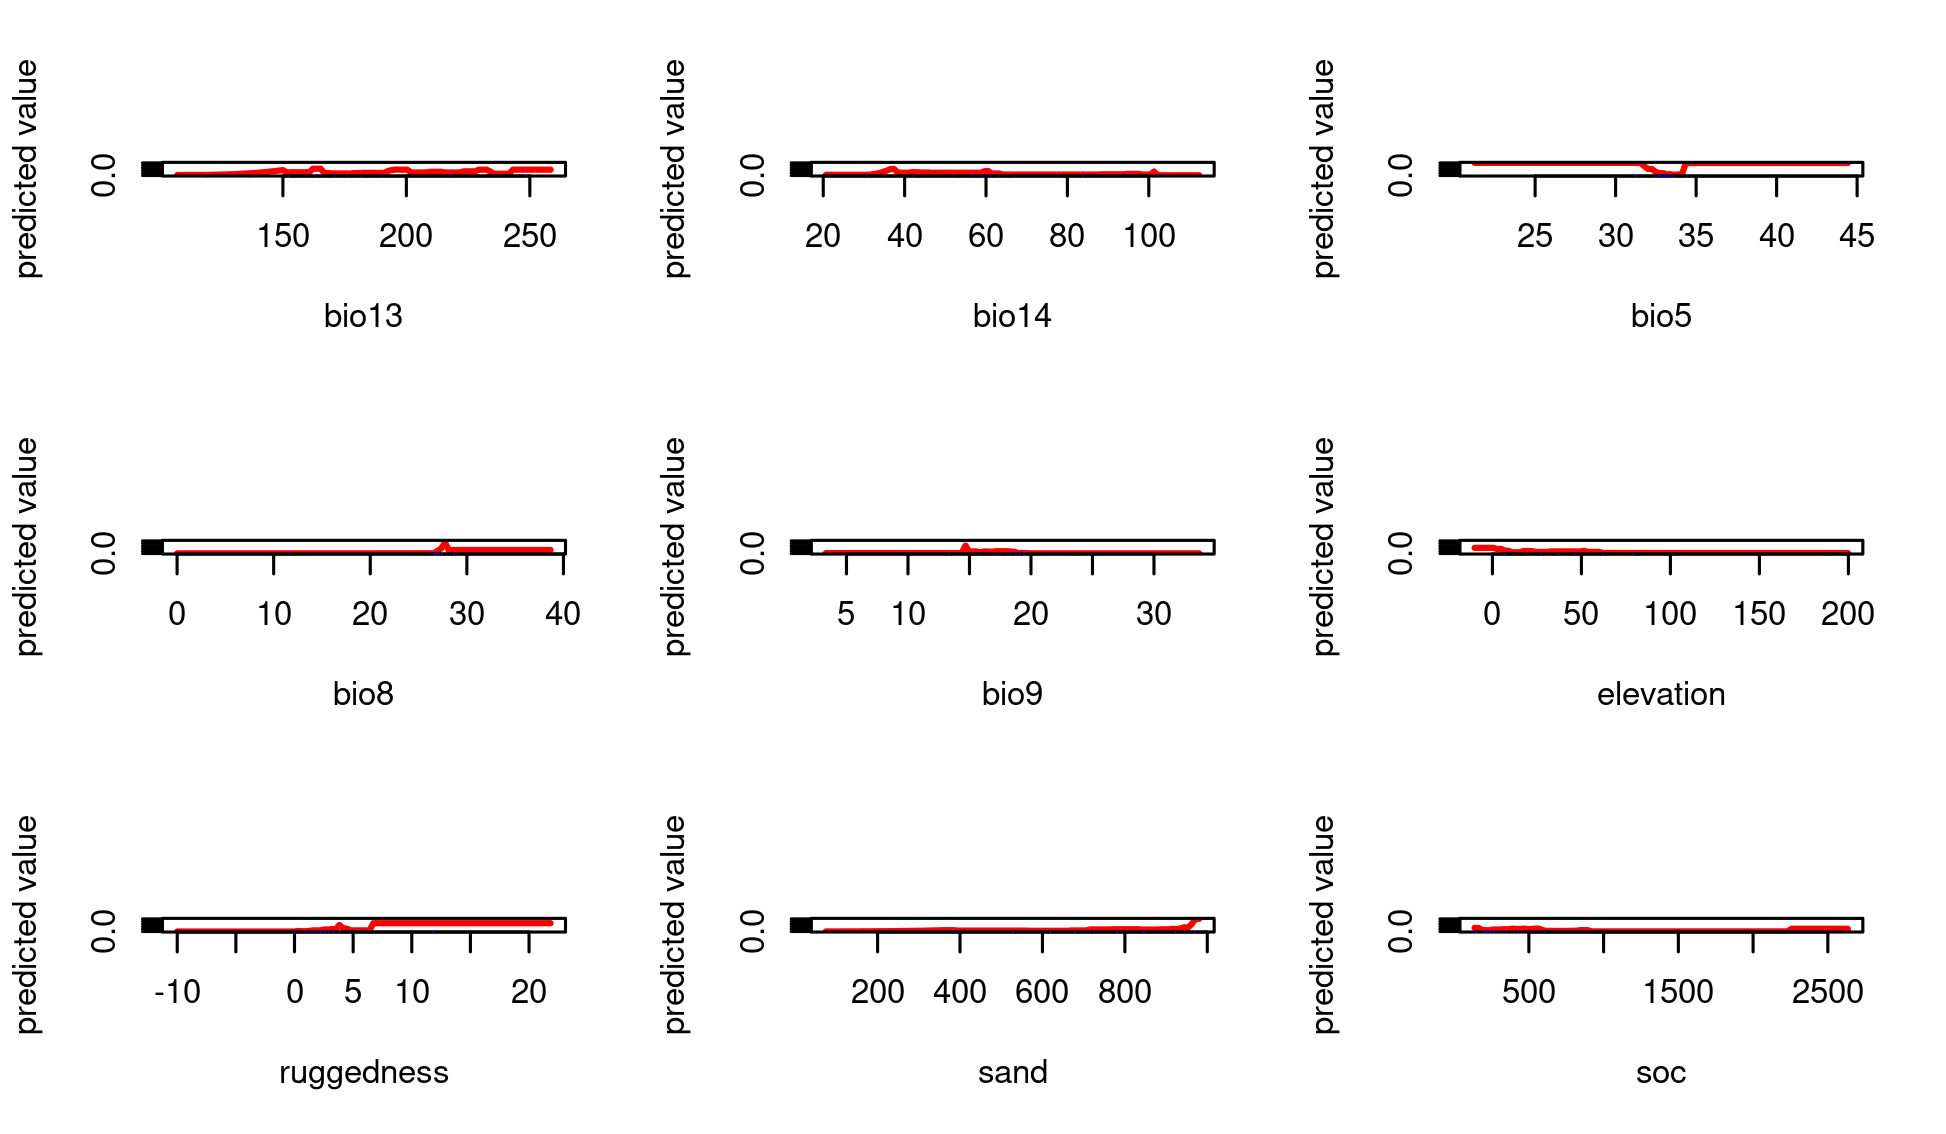 predicted value
0.0
150 200 250
bio13
predicted value
0.0
20 40 60 80 100
bio14
predicted value
0.0
25 30 35 40 45
bio5
predicted value
0.0
0 10 20 30 40
bio8
predicted value
0.0
5 10 20 30
bio9
predicted value
0.0
0 50 100 150 200
elevation
predicted value
0.0
-10 0 5 10 20
ruggedness
predicted value
0.0
200 400 600 800
sand
predicted value
0.0
500 1500 2500
soc